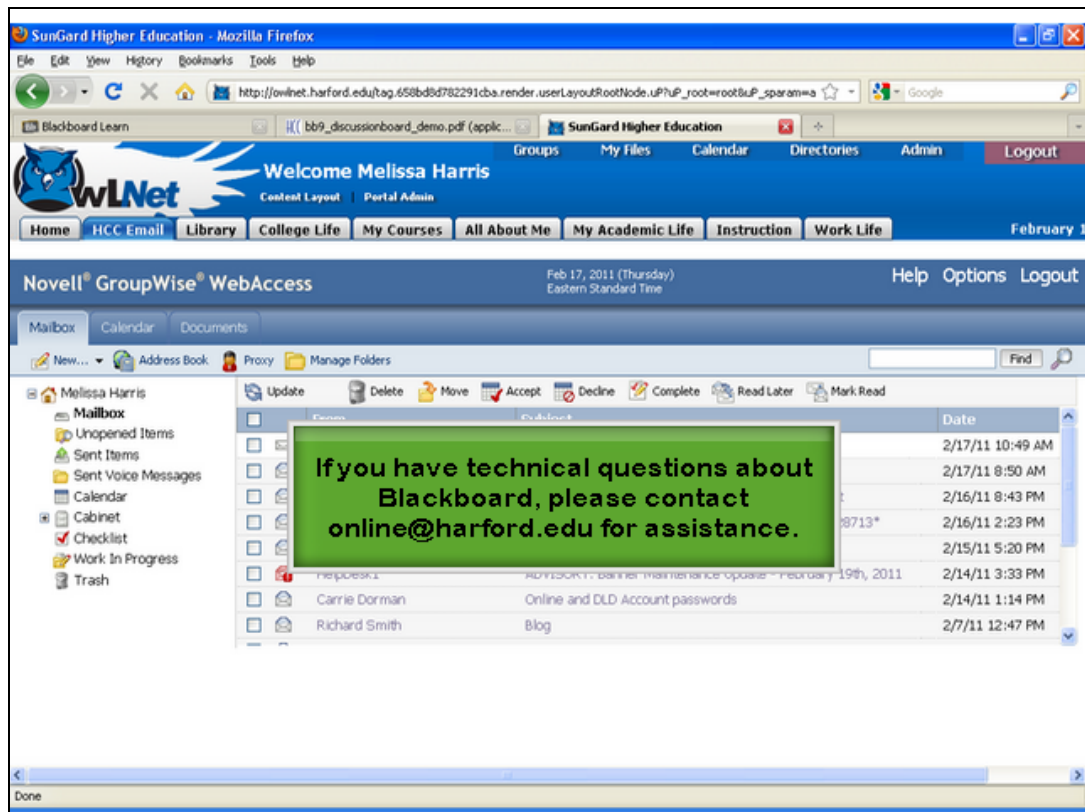 SunGard Higher Education - Mozilla Firefox
File Edit View History Bookmarks Tools Help
http://owlnet.harford.edu/tag.658bd8d782291cba.render.userLayoutRootNode.uP?uP_root=root&uP_sparam=a Google
Blackboard Learn bb9_discussionboard_demo.pdf (applic... SunGard Higher Education
Groups My Files Calendar Directories Admin Logout
OwlNet Welcome Melissa Harris
Content Layout | Portal Admin
Home HCC Email Library College Life My Courses All About Me My Academic Life Instruction Work Life February 1
Novell® GroupWise® WebAccess Feb 17, 2011 (Thursday) Help Options Logout
Eastern Standard Time
Mailbox Calendar Documents
New... Address Book Proxy Manage Folders Find
Melissa Harris
Mailbox
Unopened Items
Sent Items
Sent Voice Messages
Calendar
Cabinet
Checklist
Work In Progress
Trash
Update Delete Move Accept Decline Complete Read Later Mark Read
From Subject Date
2/17/11 10:49 AM
2/17/11 8:50 AM
2/16/11 8:43 PM
28713* 2/16/11 2:23 PM
2/15/11 5:20 PM
If you have technical questions about
Blackboard, please contact
online@harford.edu for assistance.
Helpdesk1 ADVISORY: Banner Maintenance Update - February 19th, 2011 2/14/11 3:33 PM
Carrie Dorman Online and DLD Account passwords 2/14/11 1:14 PM
Richard Smith Blog 2/7/11 12:47 PM
Done